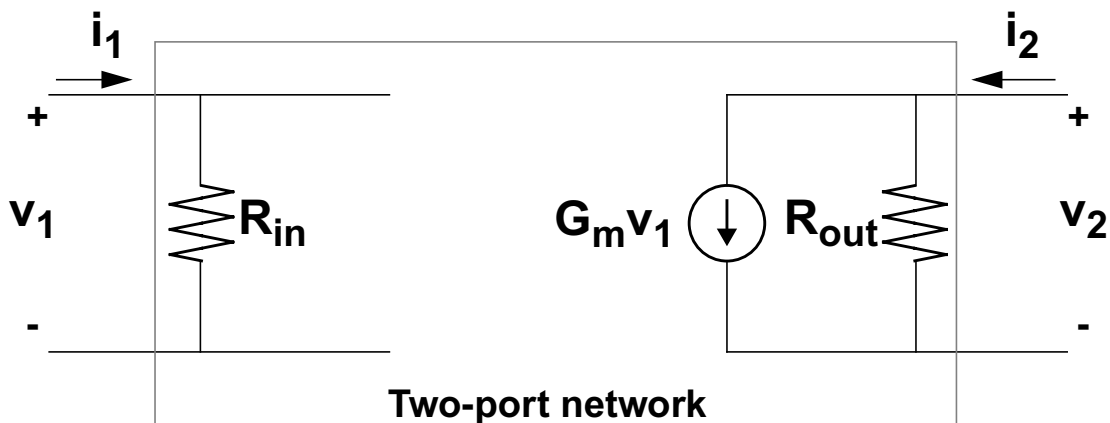 i1 i2
+ +
v1 Rin Gmv1 Rout v2
- -
Two-port network